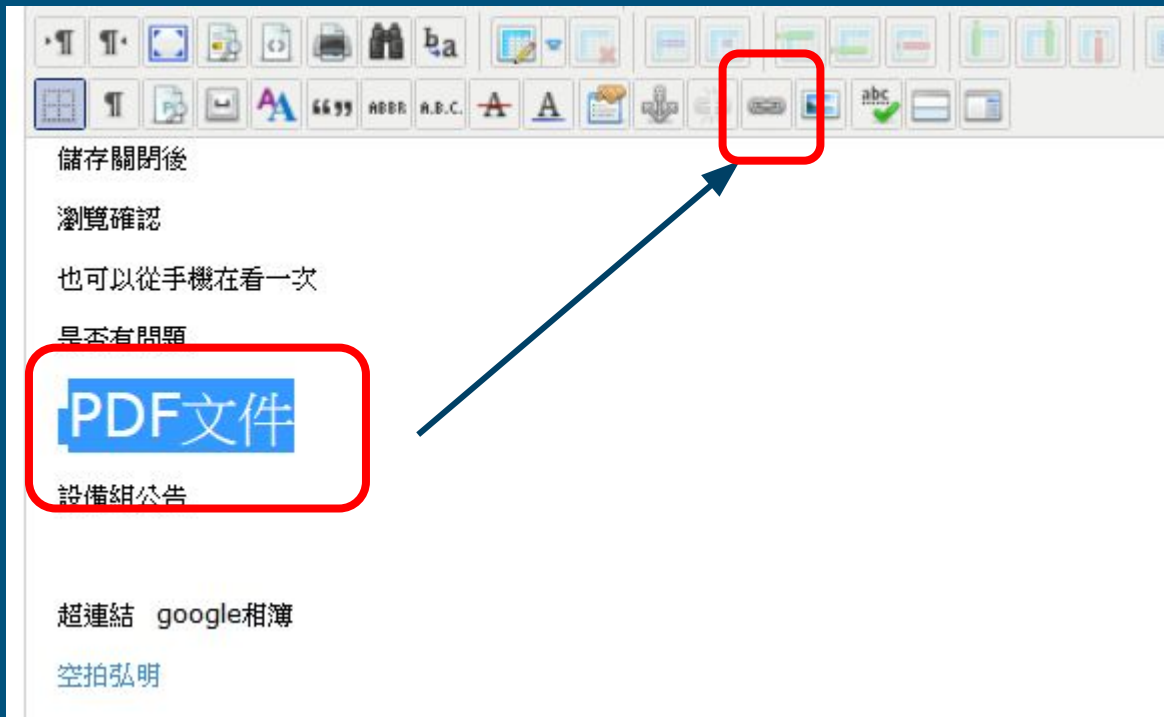 ABBR A.B.C. A A abc
儲存關閉後
瀏覽確認
也可以從手機在看一次
是否有問題
PDF文件
設備組公告
超連結 google相簿
空拍弘明